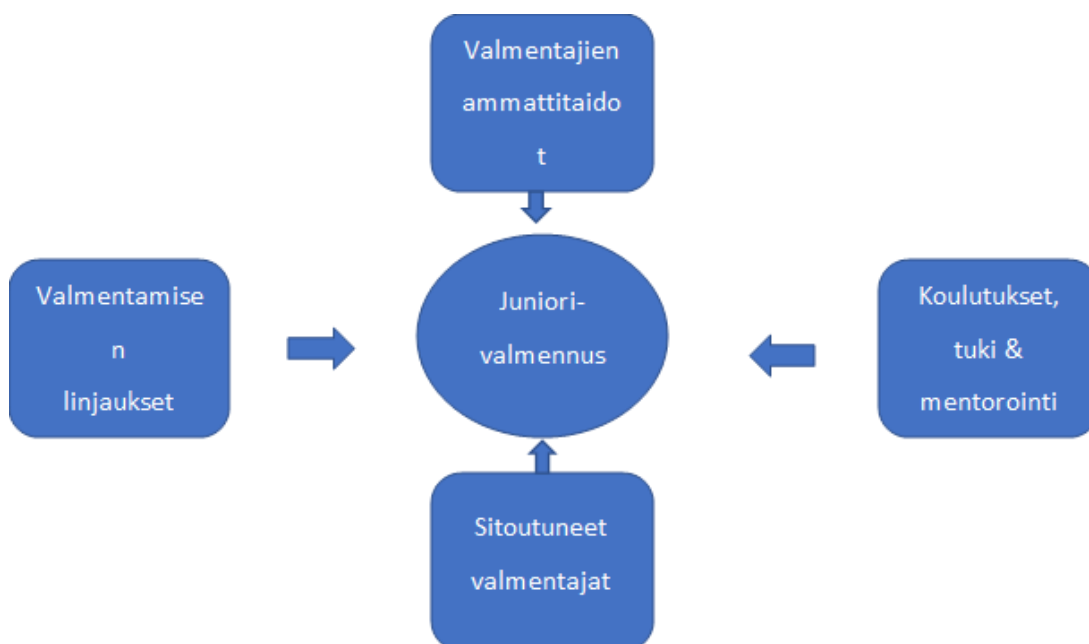 Valmentajien
ammattitaido
t
Valmentamise
n
linjaukset
Juniori-
valmennus
Koulutukset,
tuki &
mentorointi
Sitoutuneet
valmentajat